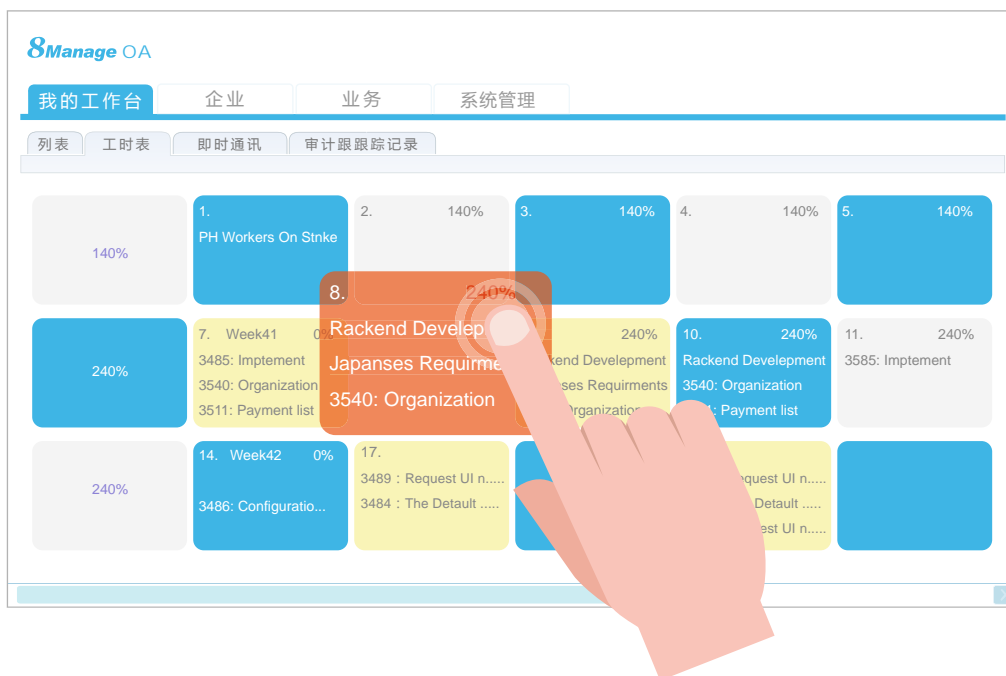 8Manage OA
我的工作台 企业 业务 系统管理
列表 工时表 即时通讯 审计跟跟踪记录
140%
1.
PH Workers On Stnke
2. 140%
3. 140%
4. 140%
5. 140%
240%
7. Week41 0%
3485: Imptement
3540: Organization
3511: Payment list
8. 240%
Rackend Develep
Japanses Requirme
3540: Organization
240%
kend Develepment
ses Requirments
Organization
10. 240%
Rackend Develepment
3540: Organization
: Payment list
11. 240%
3585: Imptement
240%
14. Week42 0%
3486: Configuratio...
17.
3489：Request UI n.....
3484：The Detault .....
quest UI n.....
Detault .....
est UI n.....